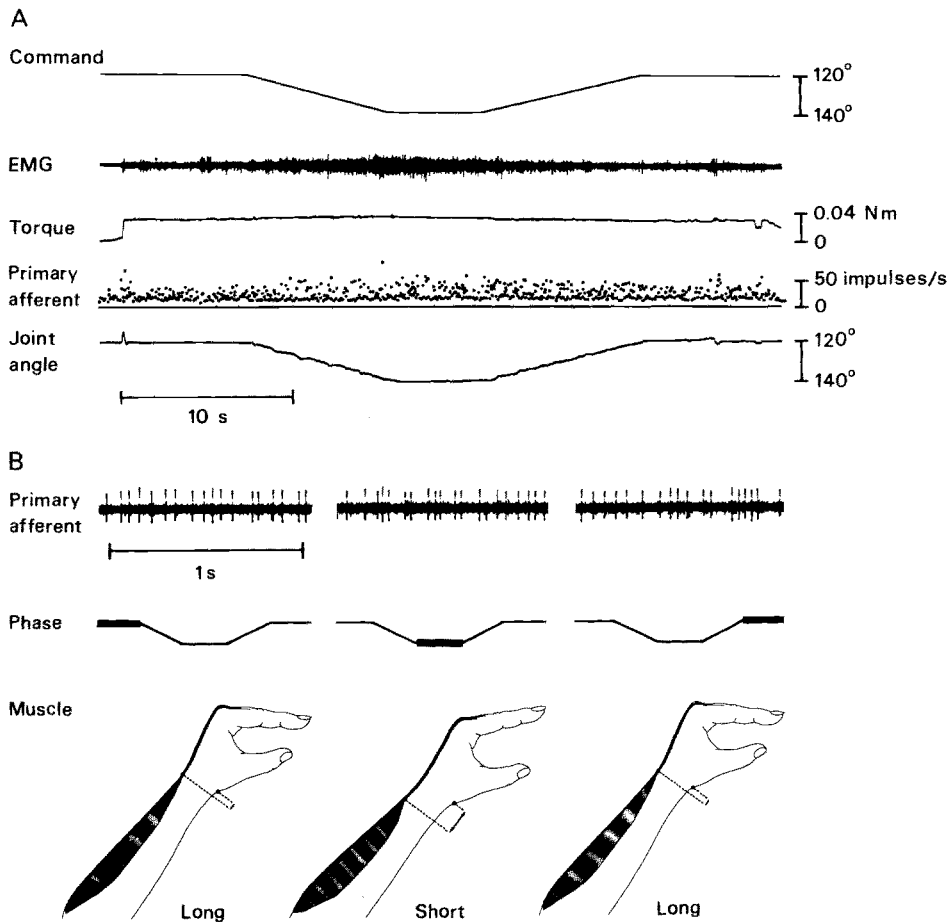 A
Command
120°
140°
EMG
Torque
0.04 Nm
0
Primary
afferent
50 impulses/s
0
Joint
angle
120°
140°
10 s
B
Primary
afferent
1s
Phase
Muscle
Long
Short
Long